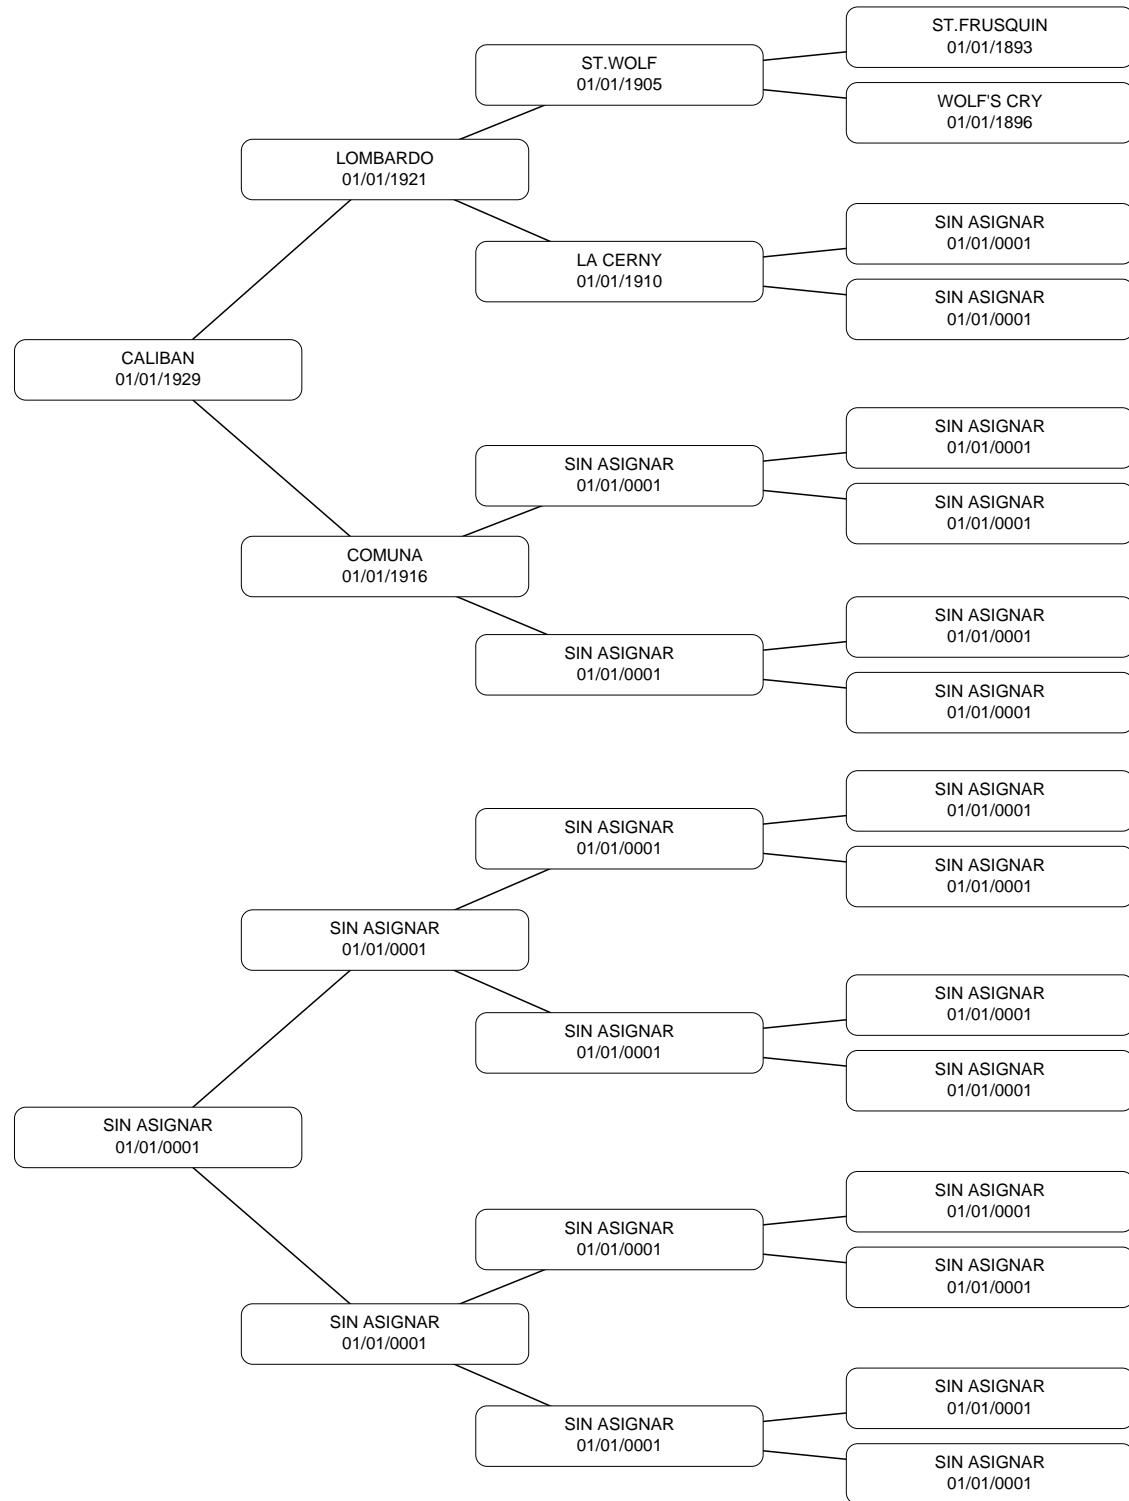 ST.FRUSQUIN
01/01/1893
ST.WOLF
01/01/1905
WOLF'S CRY
01/01/1896
LOMBARDO
01/01/1921
SIN ASIGNAR
01/01/0001
LA CERNY
01/01/1910
SIN ASIGNAR
01/01/0001
CALIBAN
01/01/1929
SIN ASIGNAR
01/01/0001
SIN ASIGNAR
01/01/0001
SIN ASIGNAR
01/01/0001
COMUNA
01/01/1916
SIN ASIGNAR
01/01/0001
SIN ASIGNAR
01/01/0001
SIN ASIGNAR
01/01/0001
SIN ASIGNAR
01/01/0001
SIN ASIGNAR
01/01/0001
SIN ASIGNAR
01/01/0001
SIN ASIGNAR
01/01/0001
SIN ASIGNAR
01/01/0001
SIN ASIGNAR
01/01/0001
SIN ASIGNAR
01/01/0001
SIN ASIGNAR
01/01/0001
SIN ASIGNAR
01/01/0001
SIN ASIGNAR
01/01/0001
SIN ASIGNAR
01/01/0001
SIN ASIGNAR
01/01/0001
SIN ASIGNAR
01/01/0001
SIN ASIGNAR
01/01/0001
SIN ASIGNAR
01/01/0001